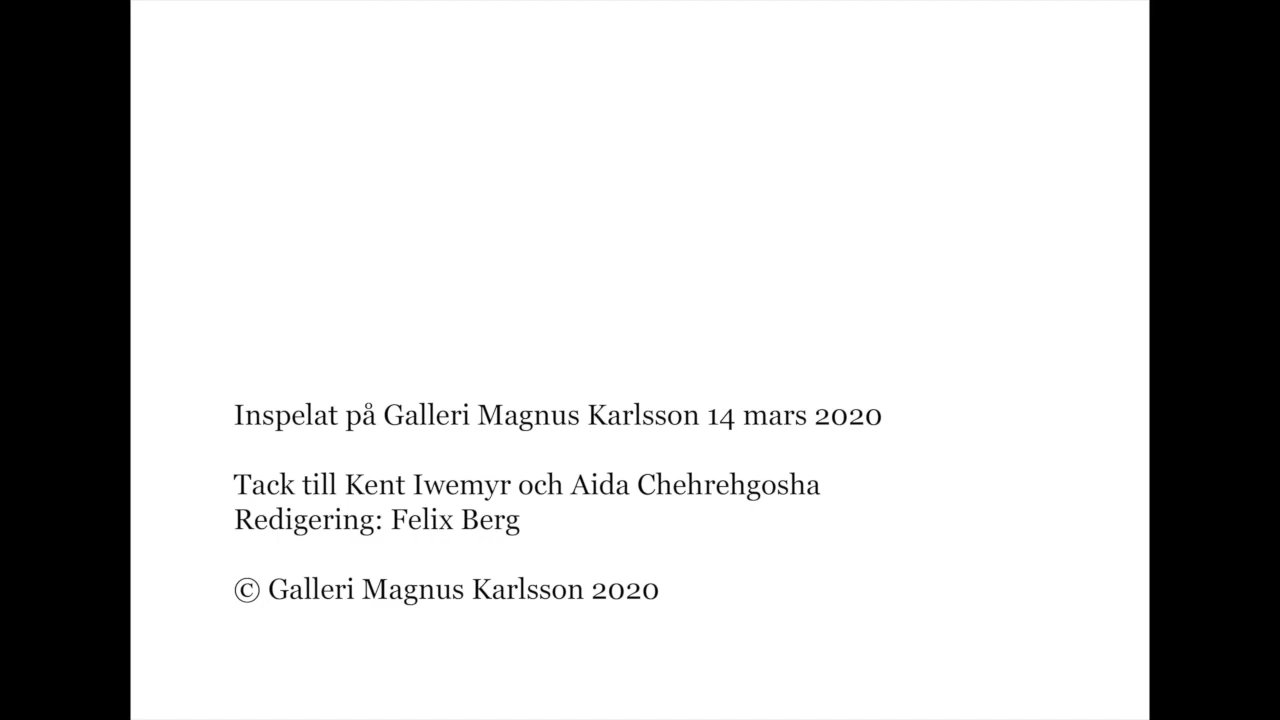 Inspelat på Galleri Magnus Karlsson 14 mars 2020
Tack till Kent Iwemyr och Aida Chehrehgosha
Redigering: Felix Berg
© Galleri Magnus Karlsson 2020